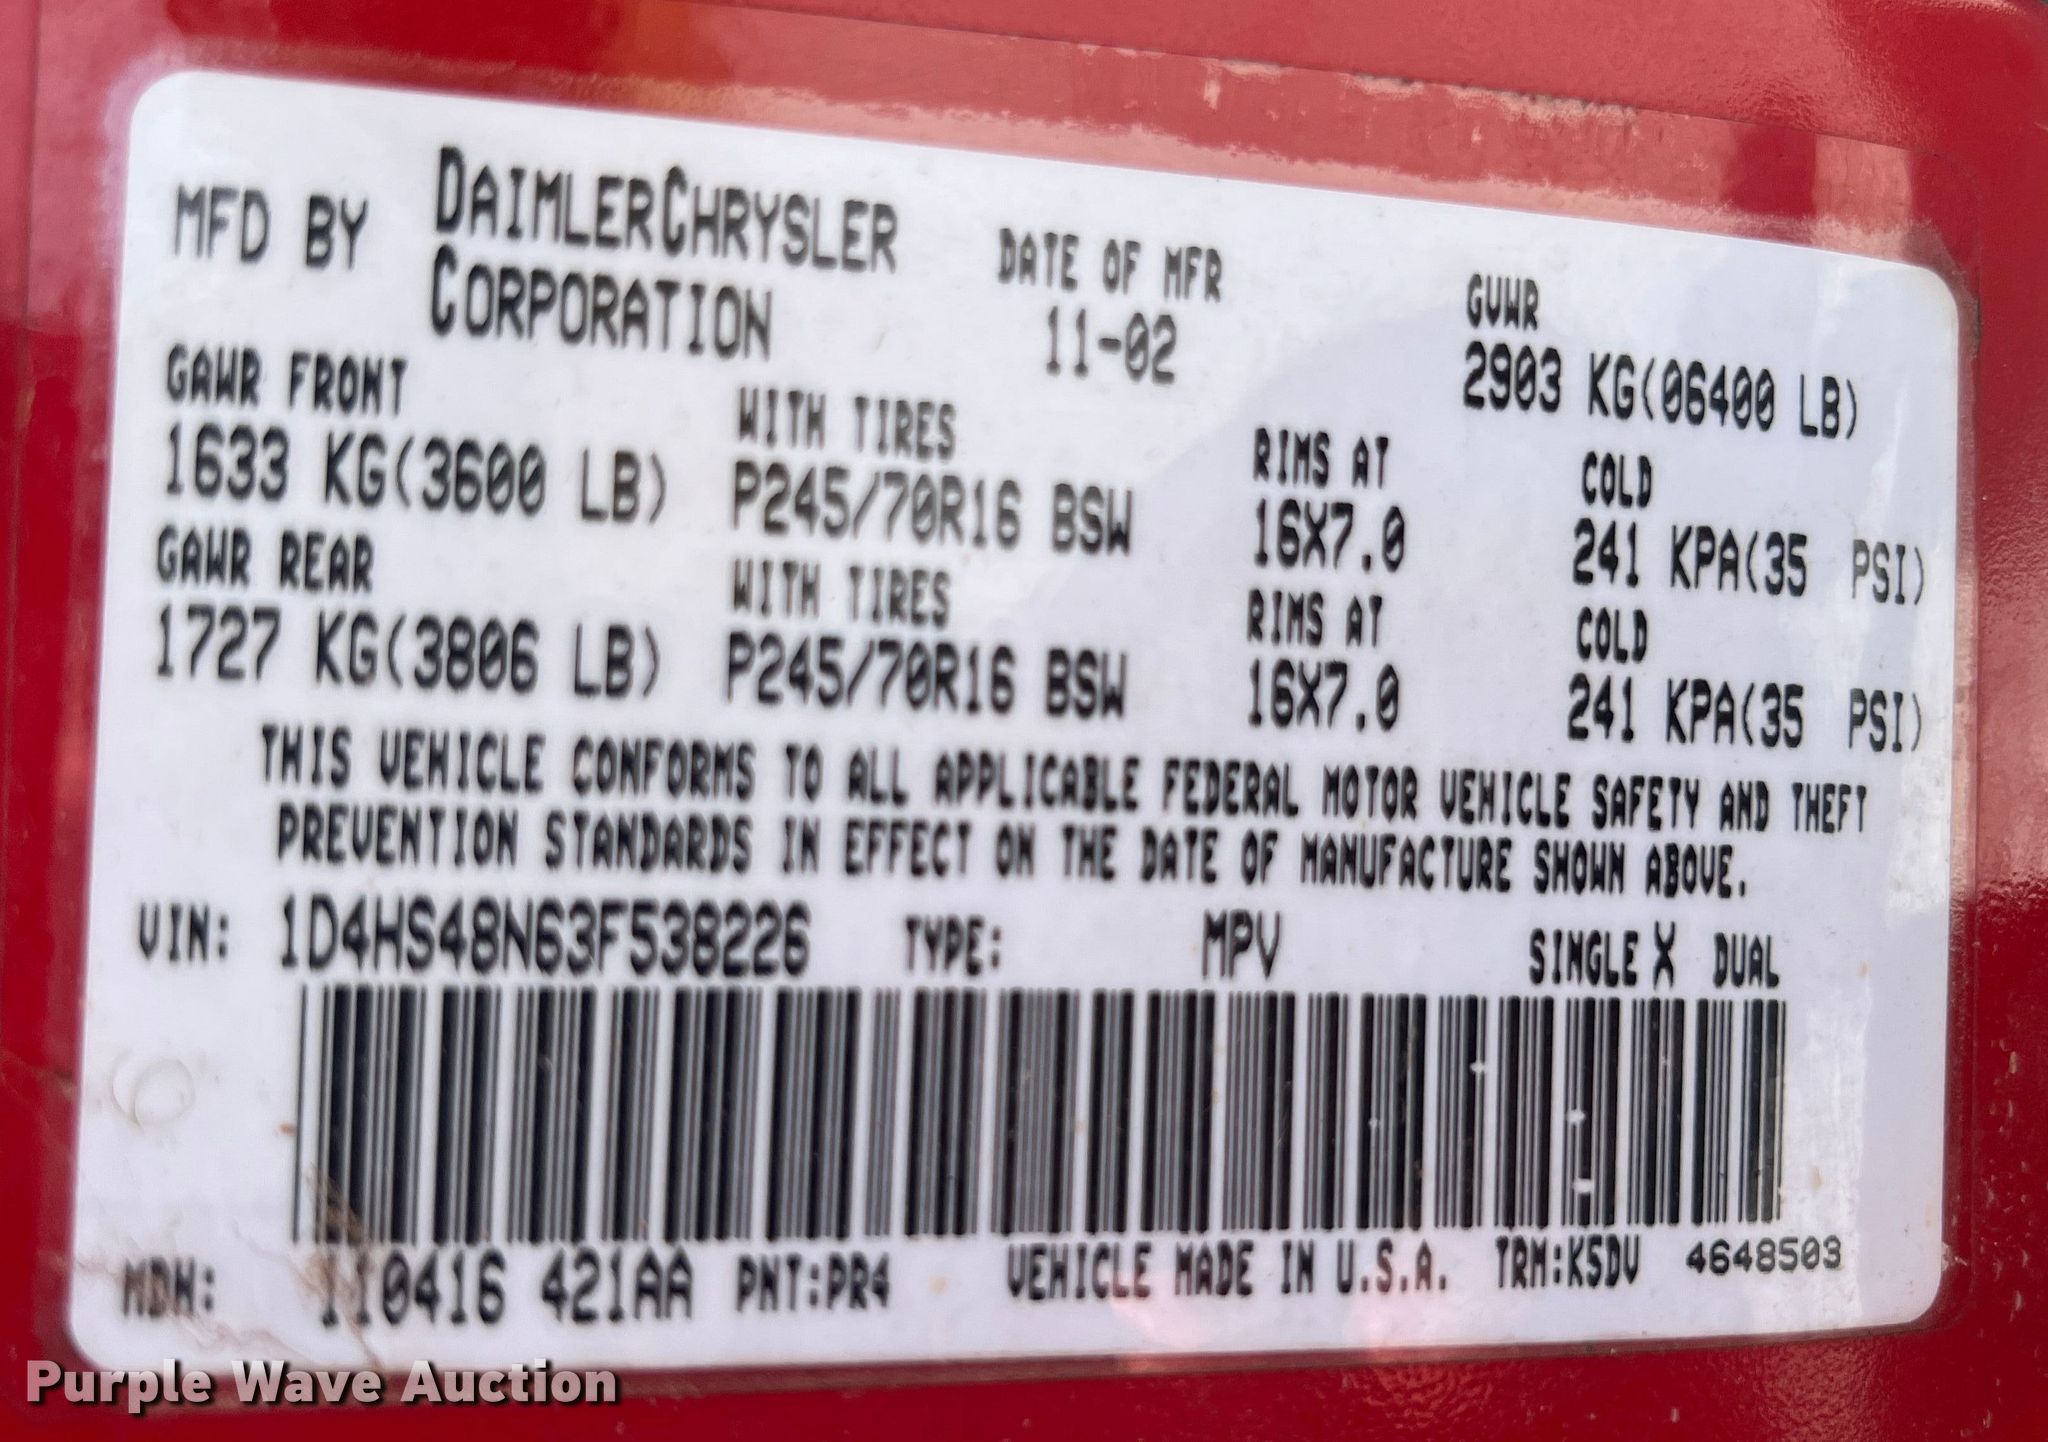 MFD BY DAIMLERCHRYSLER CORPORATION DATE OF MFR 11-02 GVWR 2903 KG(06400 LB)
GAWR FRONT WITH TIRES RIMS AT COLD
1633 KG(3600 LB) P245/70R16 BSW 16X7.0 241 KPA(35 PSI)
GAWR REAR WITH TIRES RIMS AT COLD
1727 KG(3806 LB) P245/70R16 BSW 16X7.0 241 KPA(35 PSI)
THIS VEHICLE CONFORMS TO ALL APPLICABLE FEDERAL MOTOR VEHICLE SAFETY AND THEFT
PREVENTION STANDARDS IN EFFECT ON THE DATE OF MANUFACTURE SHOWN ABOVE.
VIN: 1D4HS48N63F538226 TYPE: MPV SINGLE X DUAL
MDH: 110416 421AA PNT:PR4 VEHICLE MADE IN U.S.A. TRM:K5DV 4648503
Purple Wave Auction